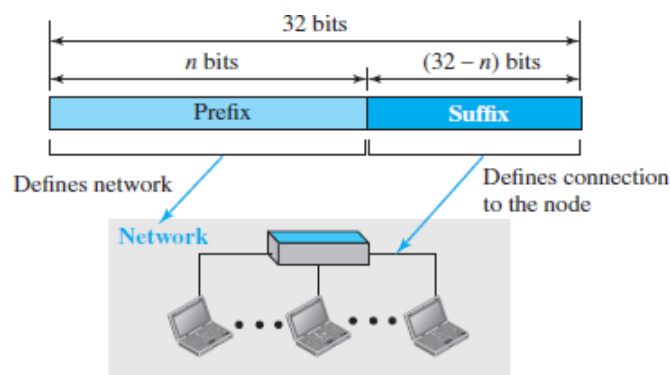 32 bits
n bits
(32 – n) bits
Prefix
Suffix
Defines network
Defines connection
to the node
Network